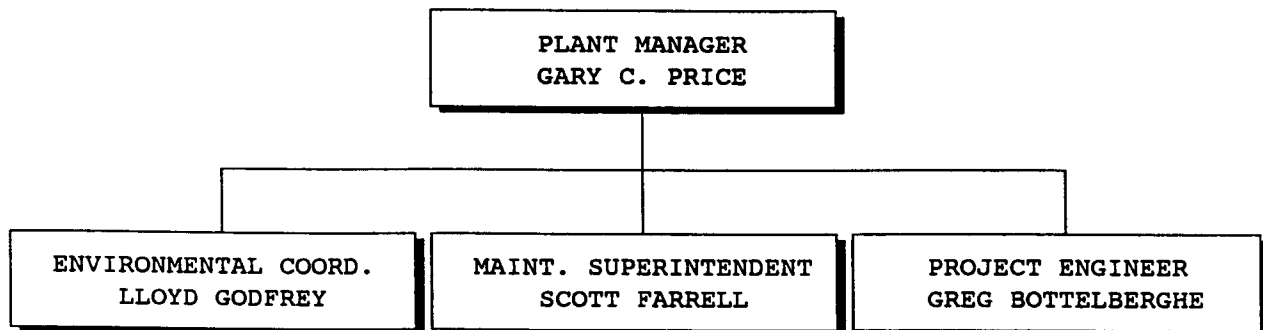 PLANT MANAGER
GARY C. PRICE
ENVIRONMENTAL COORD.
LLOYD GODFREY
MAINT. SUPERINTENDENT
SCOTT FARRELL
PROJECT ENGINEER
GREG BOTTELBERGHE